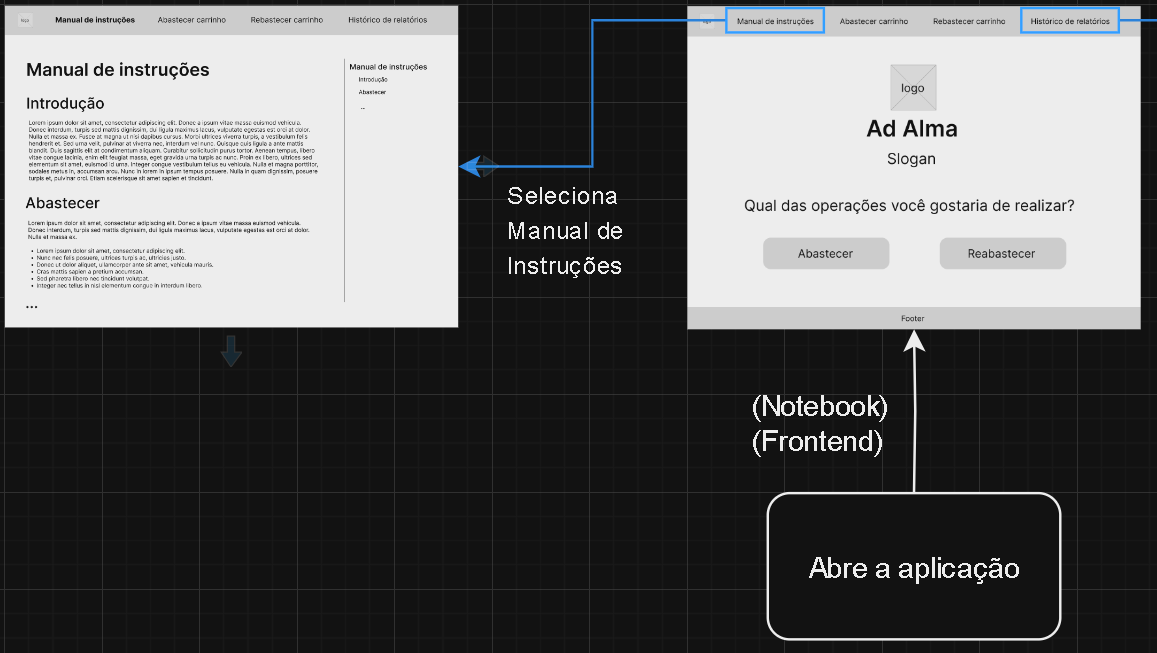 logo
Manual de instruções
Abastecer carrinho
Rebastecer carrinho
Histórico de relatórios
Manual de instruções
Introdução
Lorem ipsum dolor sit amet, consectetur adipiscing elit. Donec a ipsum vitae massa euismod vehicula.
Donec interdum, turpis sed mattis dignissim, dui ligula maximus lacus, vulputate egestas est orci at dolor.
Nulla et massa ex. Fusce at magna ut nisi dapibus cursus. Morbi ultrices viverra turpis, a vestibulum felis
hendrerit et. Sed urna velit, pulvinar at viverra nec, interdum vel nunc. Quisque quis ligula a ante mattis
blandit. Duis sagittis elit at condimentum aliquam. Curabitur sollicitudin purus tortor. Aenean tempus, libero
vitae congue lacinia, enim elit feugiat massa, eget gravida urna turpis ac nunc. Proin ex libero, ultrices sed
elementum sit amet, euismod id urna. Integer congue vestibulum tellus eu vehicula. Nulla et magna porttitor,
sodales metus in, accumsan arcu. Nunc in lorem in ipsum tempus posuere. Nulla in quam dignissim, posuere
turpis et, pulvinar orci. Etiam scelerisque sit amet sapien et tincidunt.
Abastecer
Lorem ipsum dolor sit amet, consectetur adipiscing elit. Donec a ipsum vitae massa euismod vehicula.
Donec interdum, turpis sed mattis dignissim, dui ligula maximus lacus, vulputate egestas est orci at dolor.
Nulla et massa ex.
• Lorem ipsum dolor sit amet, consectetur adipiscing elit.
• Nunc nec felis posuere, ultrices turpis ac, ultricies justo.
• Donec ut dolor aliquet, ullamcorper ante sit amet, vehicula mauris.
• Cras mattis sapien a pretium accumsan.
• Sed pharetra libero nec tincidunt volutpat.
• Integer nec tellus in nisl elementum congue in interdum libero.
...
Manual de instruções
Introdução
Abastecer
...
Seleciona
Manual de
Instruções
Manual de instruções
Abastecer carrinho
Rebastecer carrinho
Histórico de relatórios
logo
Ad Alma
Slogan
Qual das operações você gostaria de realizar?
Abastecer
Reabastecer
Footer
(Notebook)
(Frontend)
Abre a aplicação